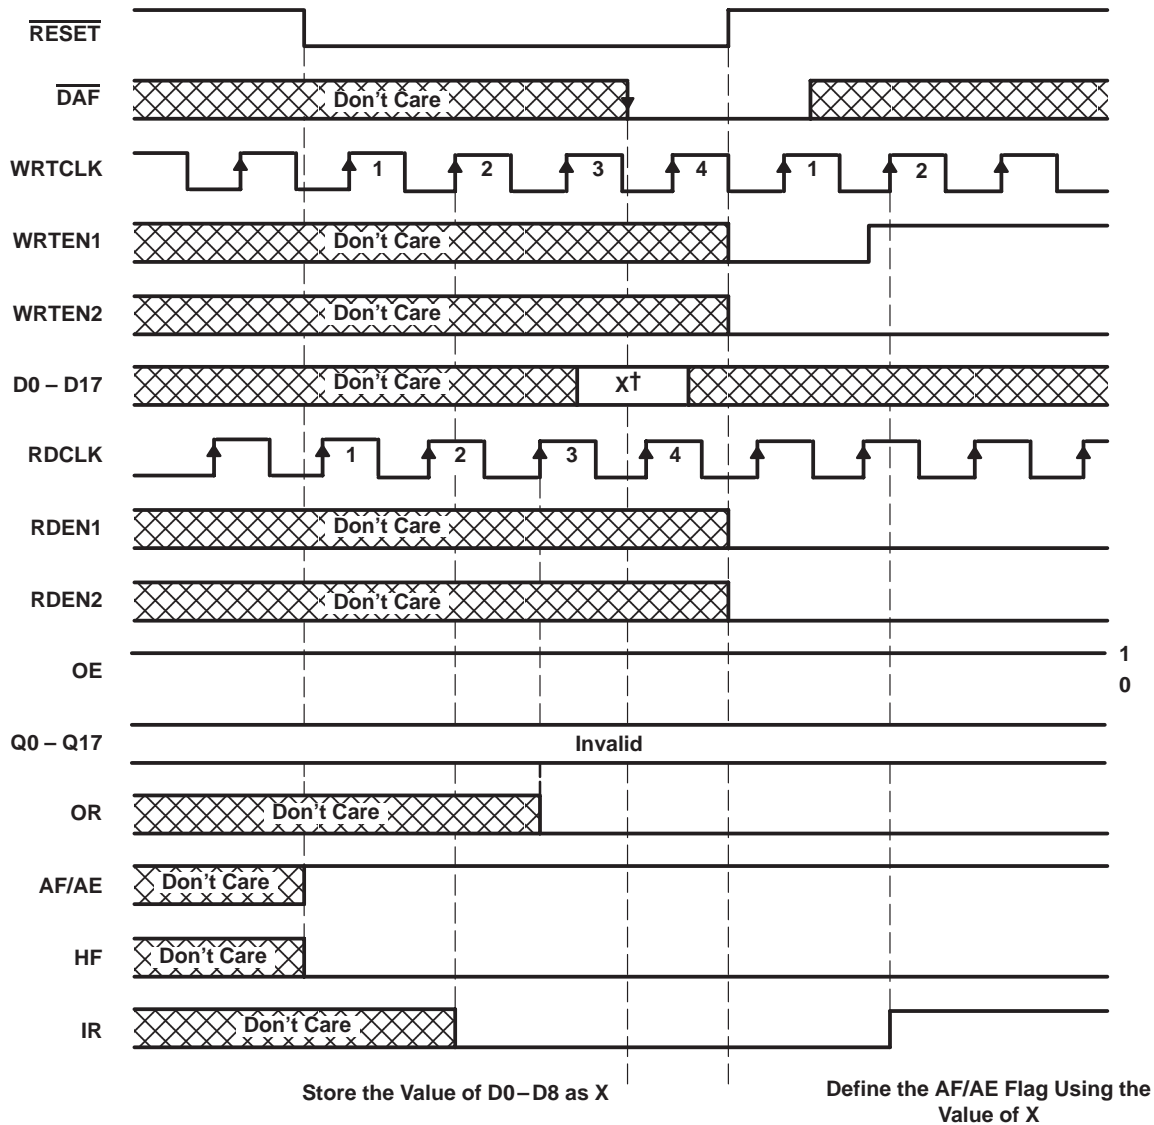 RESET
DAF
Don't Care
WRTCLK
1 2 3 4 1 2
WRTEN1
Don't Care
WRTEN2
Don't Care
D0 – D17
Don't Care
X†
RDCLK
1 2 3 4
RDEN1
Don't Care
RDEN2
Don't Care
OE
1
0
Q0 – Q17
Invalid
OR
Don't Care
AF/AE
Don't Care
HF
Don't Care
IR
Don't Care
Store the Value of D0–D8 as X
Define the AF/AE Flag Using the
Value of X